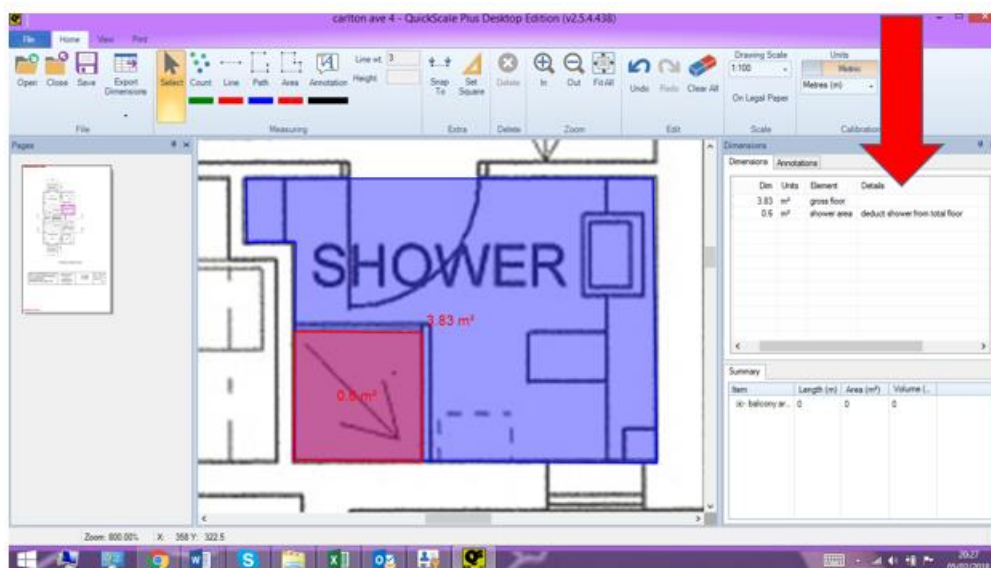 carlton ave 4 - QuickScale Plus Desktop Edition (v2.5.4.438)
File Home View Print
Line wt. 3
Height
Open Close Save Export Dimensions
Select Count Line Path Area Annotation
Snap To Set Square Delete In Out Fit All Undo Redo Clear All
Drawing Scale
1:100
On Legal Paper
Units
Metres
Metres (m)
File Measuring Extra Delete Zoom Edit Scale Calibration
Pages
Dimensions
Dimensions Annotations
Dim Units Element Details
3.83 m² gross floor
0.6 m² shower area deduct shower from total floor
SHOWER
3.83 m²
0.6 m²
Summary
Item Length (m) Area (m²) Volume (..
balcony ar.. 0 0 0
Zoom: 800.00% X: 358 Y: 322.5
20:27
05/02/2018